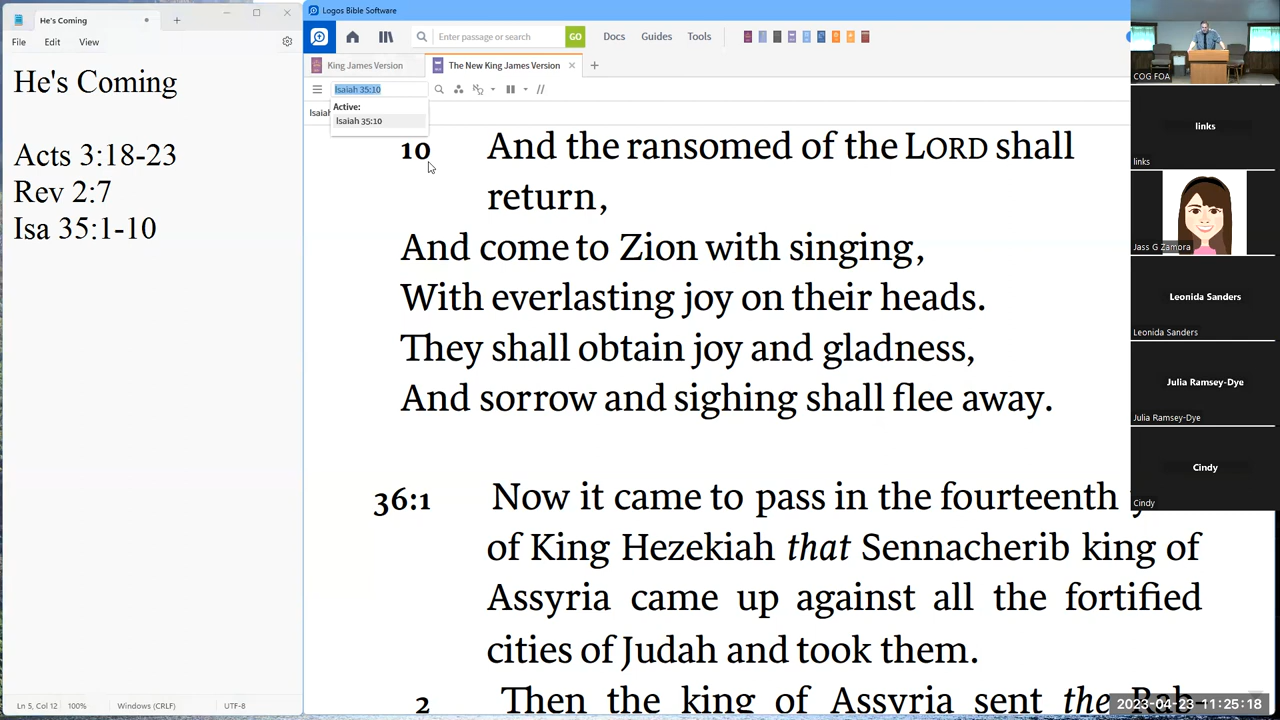 He's Coming
File Edit View
He's Coming
Acts 3:18-23
Rev 2:7
Isa 35:1-10
Ln 5, Col 12 Windows (CRLF) UTF-8
Logos Bible Software
Enter passage or search GO Docs Guides Tools
King James Version The New King James Version
Isaiah 35:10
Active:
Isaiah 35:10
10 And the ransomed of the LORD shall
return,
And come to Zion with singing,
With everlasting joy on their heads.
They shall obtain joy and gladness,
And sorrow and sighing shall flee away.
36:1 Now it came to pass in the fourteenth
of King Hezekiah that Sennacherib king of
Assyria came up against all the fortified
cities of Judah and took them.
2 Then the king of Assyria sent the Rab-
COG FOA
links
links
Jass G Zamora
Leonida Sanders
Leonida Sanders
Julia Ramsey-Dye
Julia Ramsey-Dye
Cindy
Cindy
2023-04-23 11:25:18